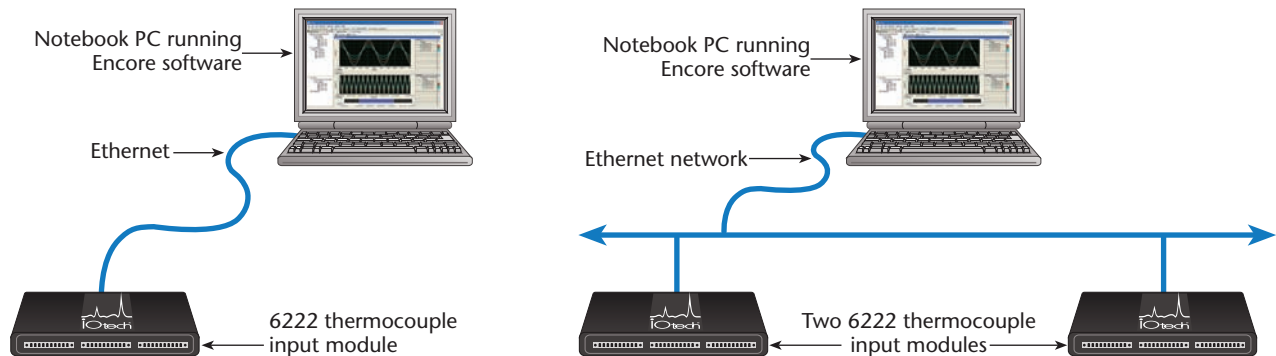 Notebook PC running
Encore software
Ethernet
iOtech
6222 thermocouple
input module
Notebook PC running
Encore software
Ethernet network
iOtech
Two 6222 thermocouple
input modules
iOtech